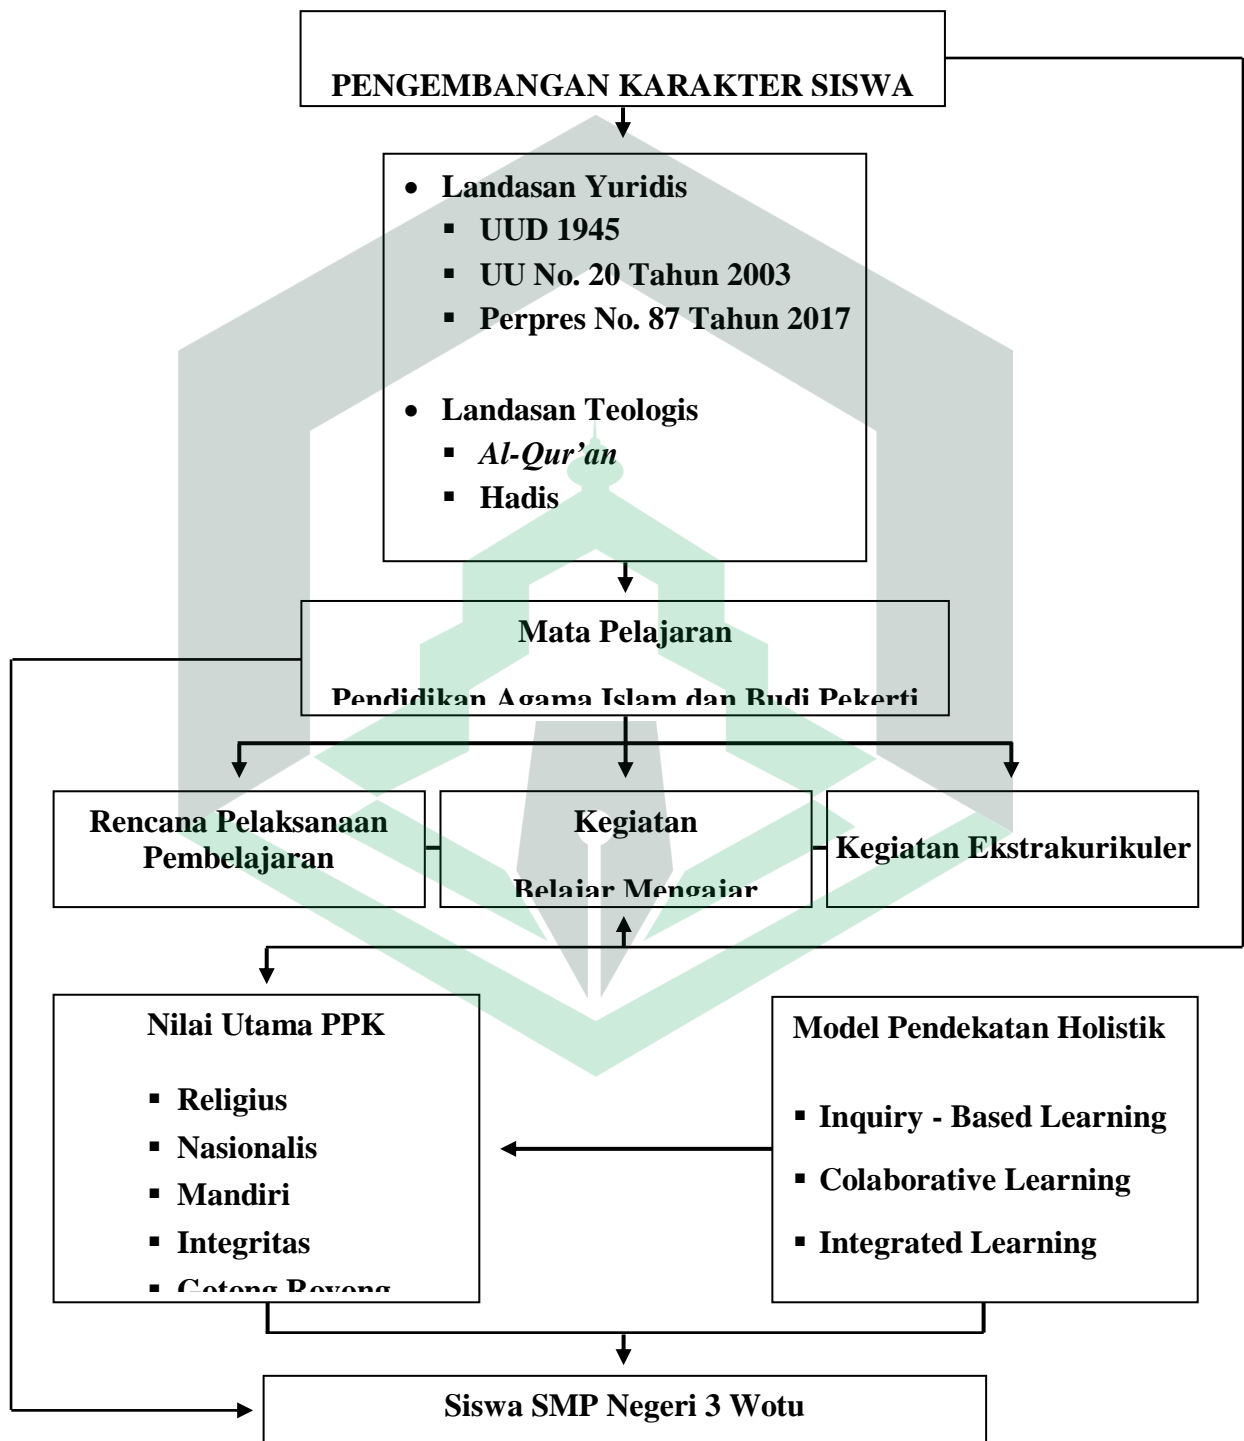 PENGEMBANGAN KARAKTER SISWA
• Landasan Yuridis
▪ UUD 1945
▪ UU No. 20 Tahun 2003
▪ Perpres No. 87 Tahun 2017
• Landasan Teologis
▪ Al-Qur’an
▪ Hadis
Mata Pelajaran
Pendidikan Agama Islam dan Budi Pekerti
Rencana Pelaksanaan
Pembelajaran
Kegiatan
Belajar Mengajar
Kegiatan Ekstrakurikuler
Nilai Utama PPK
▪ Religius
▪ Nasionalis
▪ Mandiri
▪ Integritas
▪ Gotong Royong
Model Pendekatan Holistik
▪ Inquiry - Based Learning
▪ Colaborative Learning
▪ Integrated Learning
Siswa SMP Negeri 3 Wotu